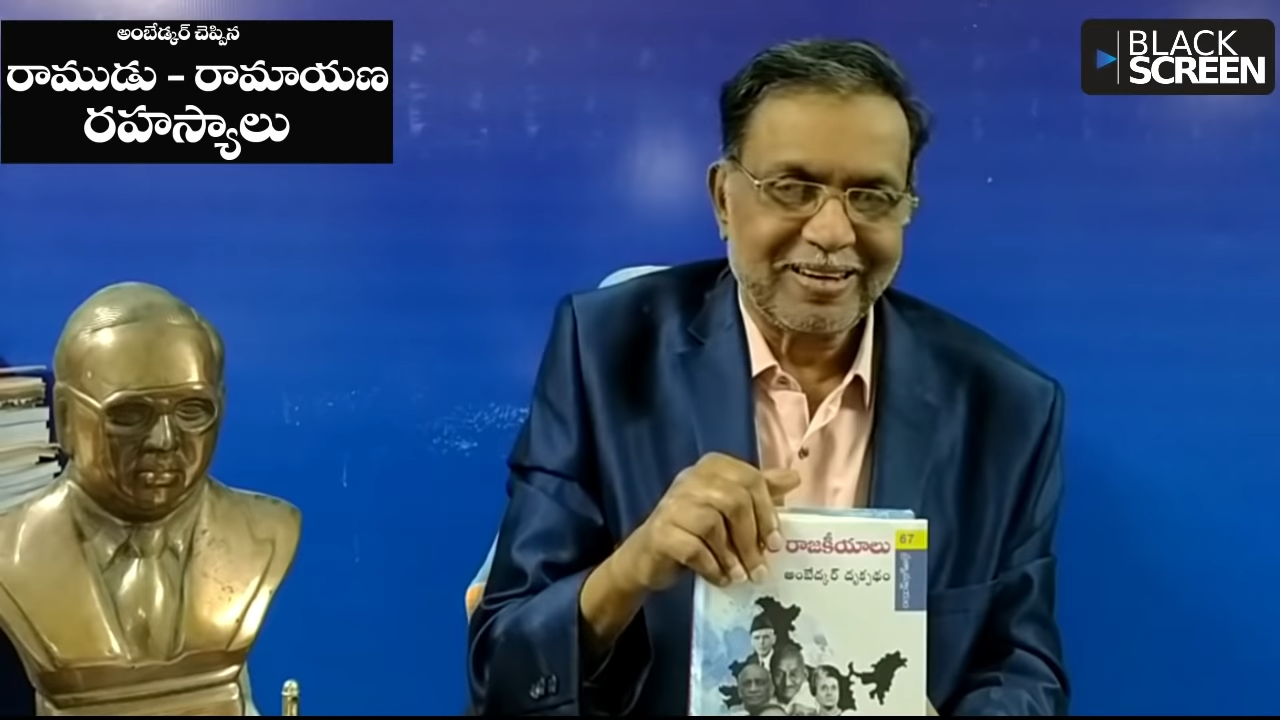 అంబేడ్కర్ చెప్పిన
రాముడు – రామాయణ
రహస్యాలు
BLACK
SCREEN
రాజకీయాలు
67
అంబేద్కర్ దృక్పథం